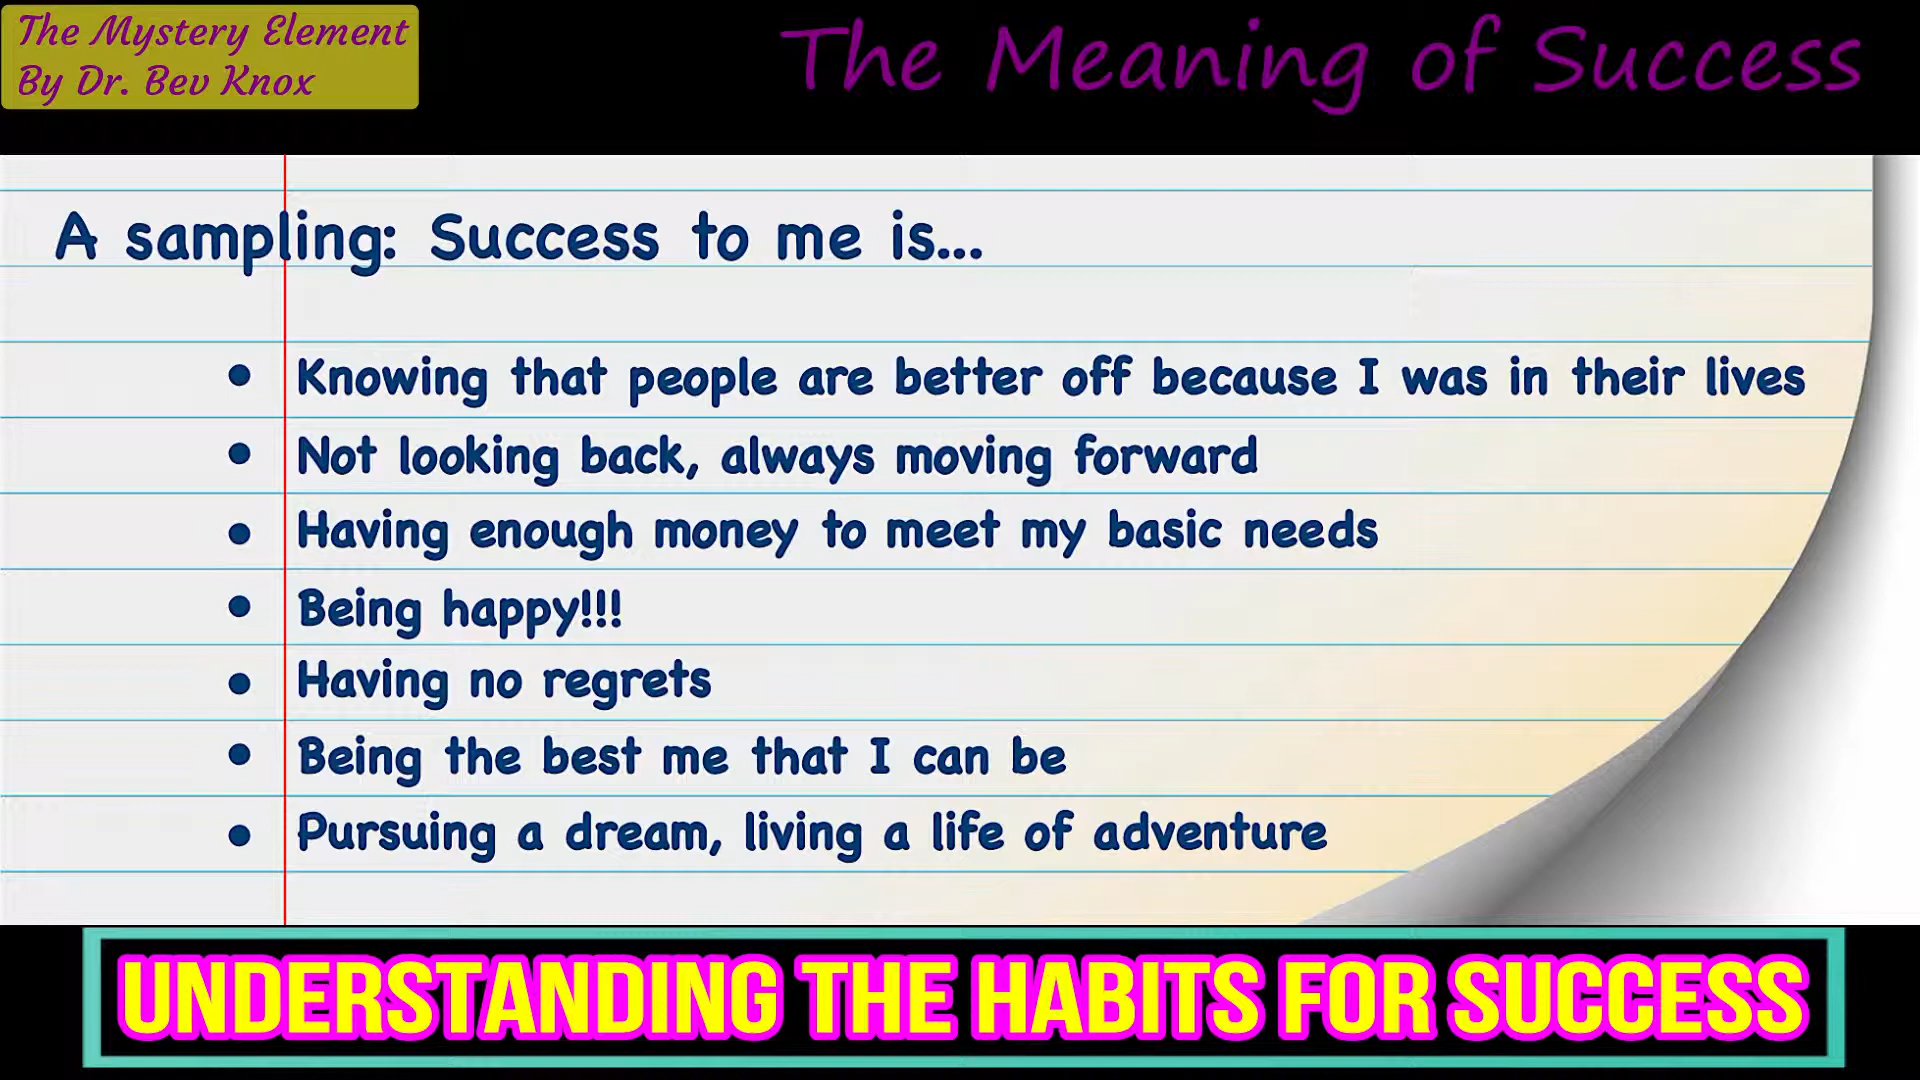 The Mystery Element
By Dr. Bev Knox
The Meaning of Success
A sampling: Success to me is...
• Knowing that people are better off because I was in their lives
• Not looking back, always moving forward
• Having enough money to meet my basic needs
• Being happy!!!
• Having no regrets
• Being the best me that I can be
• Pursuing a dream, living a life of adventure
UNDERSTANDING THE HABITS FOR SUCCESS